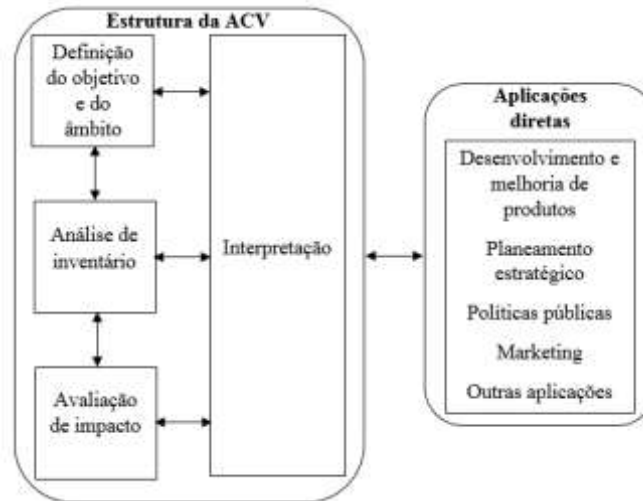 Estrutura da ACV
Definição
do objetivo
e do
âmbito
Análise de
inventário
Avaliação
de impacto
Interpretação
Aplicações
diretas
Desenvolvimento e
melhoria de
produtos
Planeamento
estratégico
Políticas públicas
Marketing
Outras aplicações